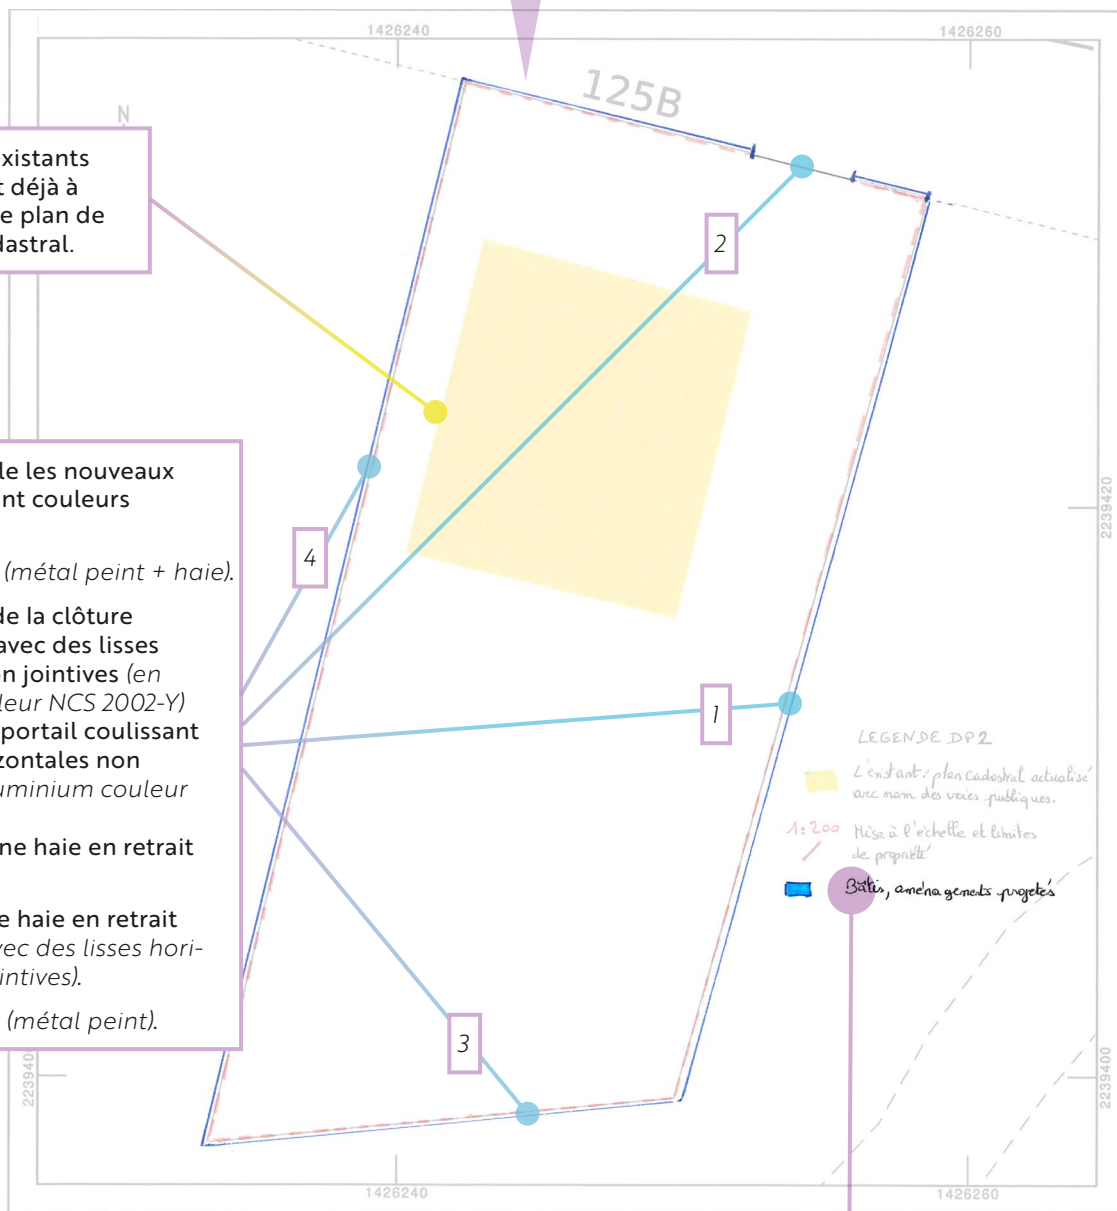 1426240
1426260
125B
N
xistants
t déjà à
e plan de
dastral.
2
2239420
le les nouveaux
nt couleurs
(métal peint + haie).
de la clôture
avec des lisses
n jointives (en
leur NCS 2002-Y)
portail coulissant
zontales non
uminium couleur
ne haie en retrait
e haie en retrait
vec des lisses hori-
intives).
(métal peint).
4
1
LEGENDE DP2
L'existant: plan cadastral actualisé
avec nom des voies publiques.
1:200 Mise à l'échelle et limites
de propriété
Bâtis, aménagements projetés
3
2239400
2239400
1426240
1426260